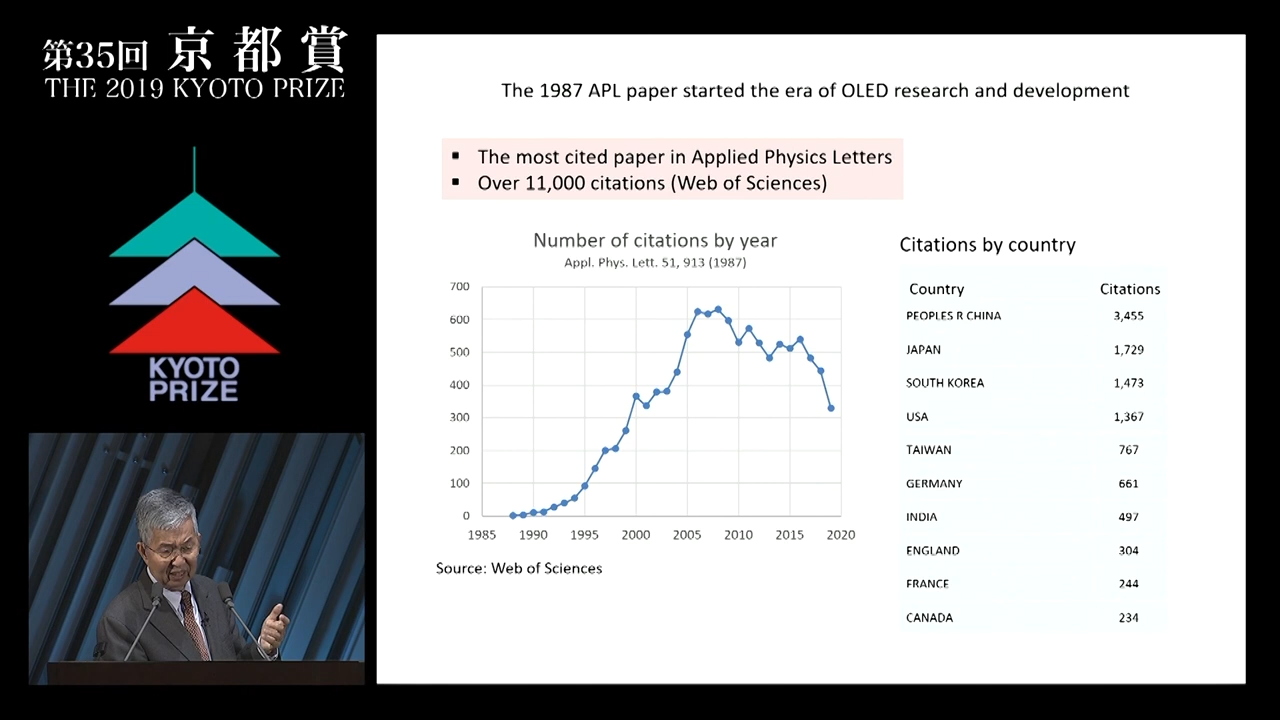 第35回 京都賞
THE 2019 KYOTO PRIZE
KYOTO
PRIZE
The 1987 APL paper started the era of OLED research and development
▪ The most cited paper in Applied Physics Letters
▪ Over 11,000 citations (Web of Sciences)
Number of citations by year
Appl. Phys. Lett. 51, 913 (1987)
700
600
500
400
300
200
100
0
1985 1990 1995 2000 2005 2010 2015 2020
Source: Web of Sciences
Citations by country
Country Citations
PEOPLES R CHINA 3,455
JAPAN 1,729
SOUTH KOREA 1,473
USA 1,367
TAIWAN 767
GERMANY 661
INDIA 497
ENGLAND 304
FRANCE 244
CANADA 234